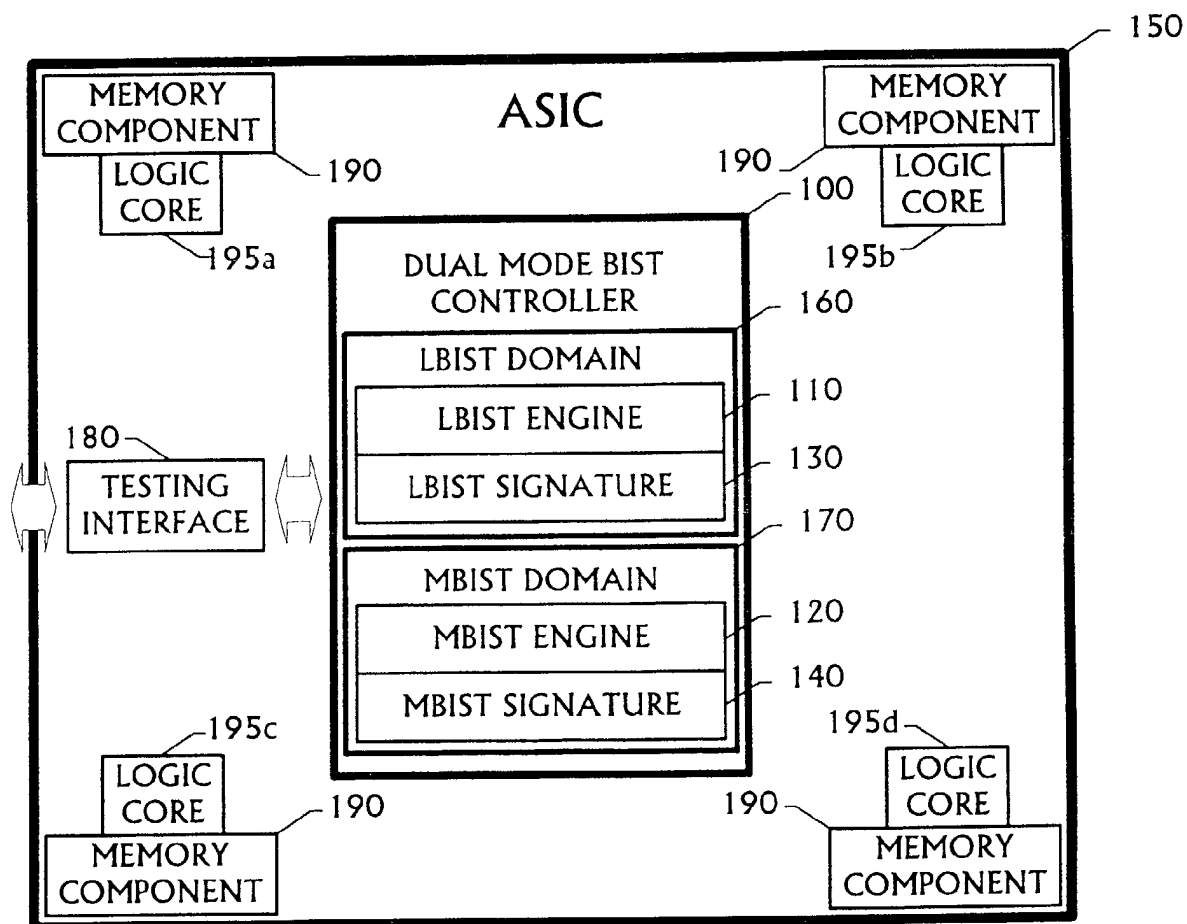 150
MEMORY
COMPONENT
ASIC
MEMORY
COMPONENT
190
LOGIC
CORE
190
LOGIC
CORE
195a
195b
100
DUAL MODE BIST
CONTROLLER
160
LBIST DOMAIN
LBIST ENGINE
110
LBIST SIGNATURE
130
180
TESTING
INTERFACE
170
MBIST DOMAIN
MBIST ENGINE
120
MBIST SIGNATURE
140
195c
LOGIC
CORE
190
MEMORY
COMPONENT
195d
LOGIC
CORE
190
MEMORY
COMPONENT